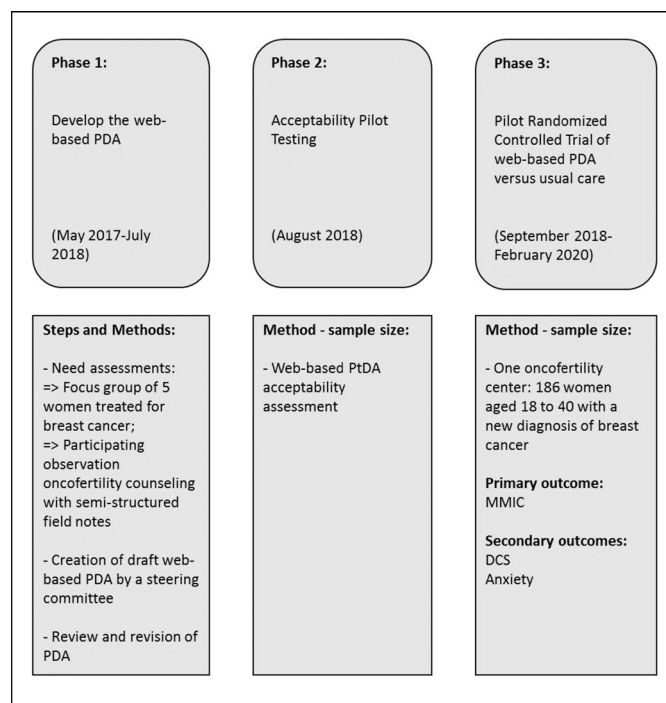 Phase 1:
Develop the web-
based PDA
(May 2017-July
2018)
Phase 2:
Acceptability Pilot
Testing
(August 2018)
Phase 3:
Pilot Randomized
Controlled Trial of
web-based PDA
versus usual care
(September 2018-
February 2020)
Steps and Methods:
- Need assessments:
=> Focus group of 5
women treated for
breast cancer;
=> Participating
observation
oncofertility counseling
with semi-structured
field notes
- Creation of draft web-
based PDA by a steering
committee
- Review and revision of
PDA
Method - sample size:
- Web-based PtDA
acceptability
assessment
Method - sample size:
- One oncofertility
center: 186 women
aged 18 to 40 with a
new diagnosis of breast
cancer
Primary outcome:
MMIC
Secondary outcomes:
DCS
Anxiety